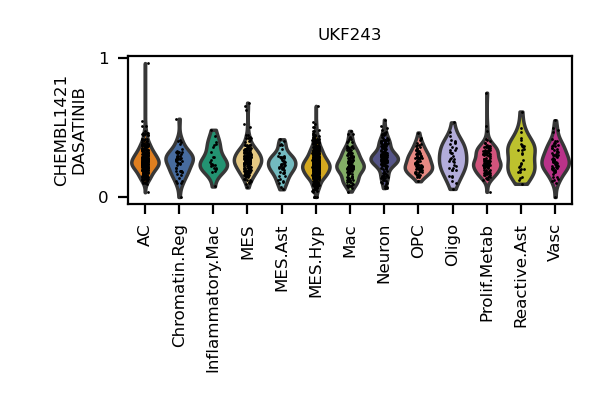 UKF243
CHEMBL1421
DASATINIB
1
0
AC
Chromatin.Reg
Inflammatory.Mac
MES
MES.Ast
MES.Hyp
Mac
Neuron
OPC
Oligo
Prolif.Metab
Reactive.Ast
Vasc